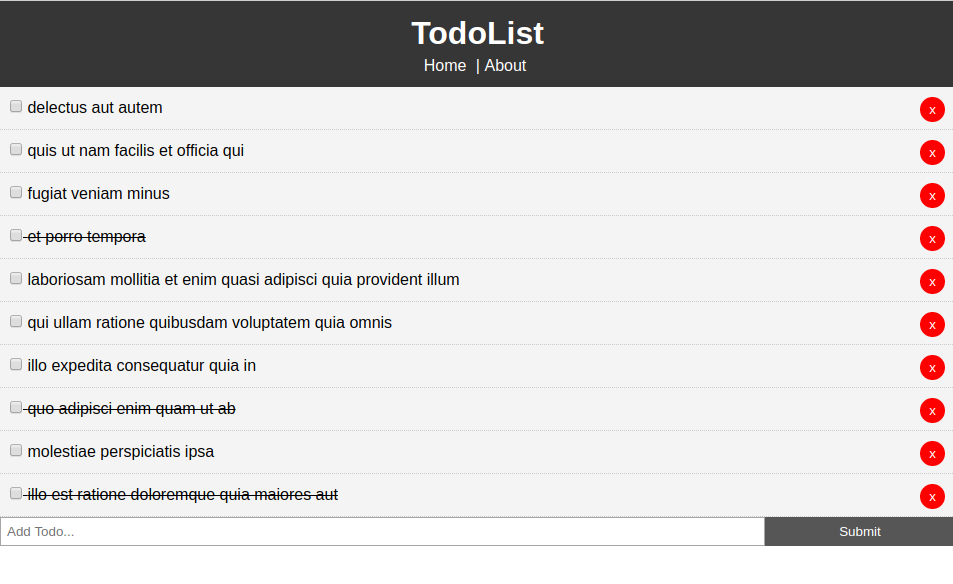 TodoList
Home | About
delectus aut autem x
quis ut nam facilis et officia qui x
fugiat veniam minus x
et porro tempora x
laboriosam mollitia et enim quasi adipisci quia provident illum x
qui ullam ratione quibusdam voluptatem quia omnis x
illo expedita consequatur quia in x
quo adipisci enim quam ut ab x
molestiae perspiciatis ipsa x
illo est ratione doloremque quia maiores aut x
Add Todo... Submit